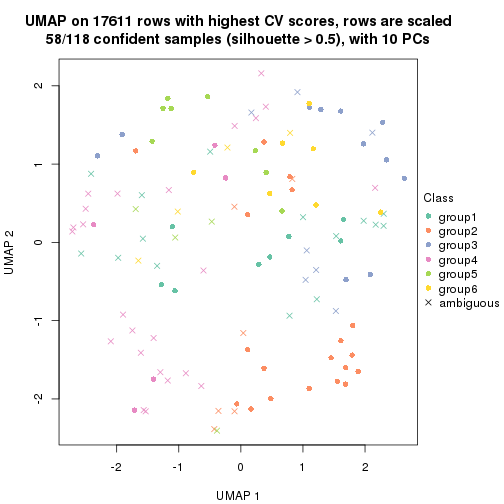 UMAP on 17611 rows with highest CV scores, rows are scaled
58/118 confident samples (silhouette > 0.5), with 10 PCs
2
1
0
-1
-2
UMAP 2
-2
-1
0
1
2
UMAP 1
Class
group1
group2
group3
group4
group5
group6
ambiguous